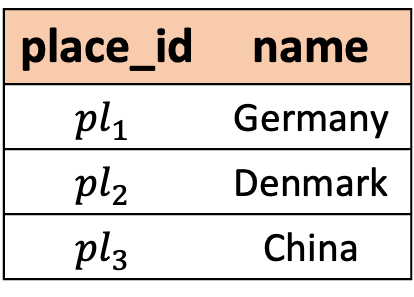 place_id name
pl₁ Germany
pl₂ Denmark
pl₃ China